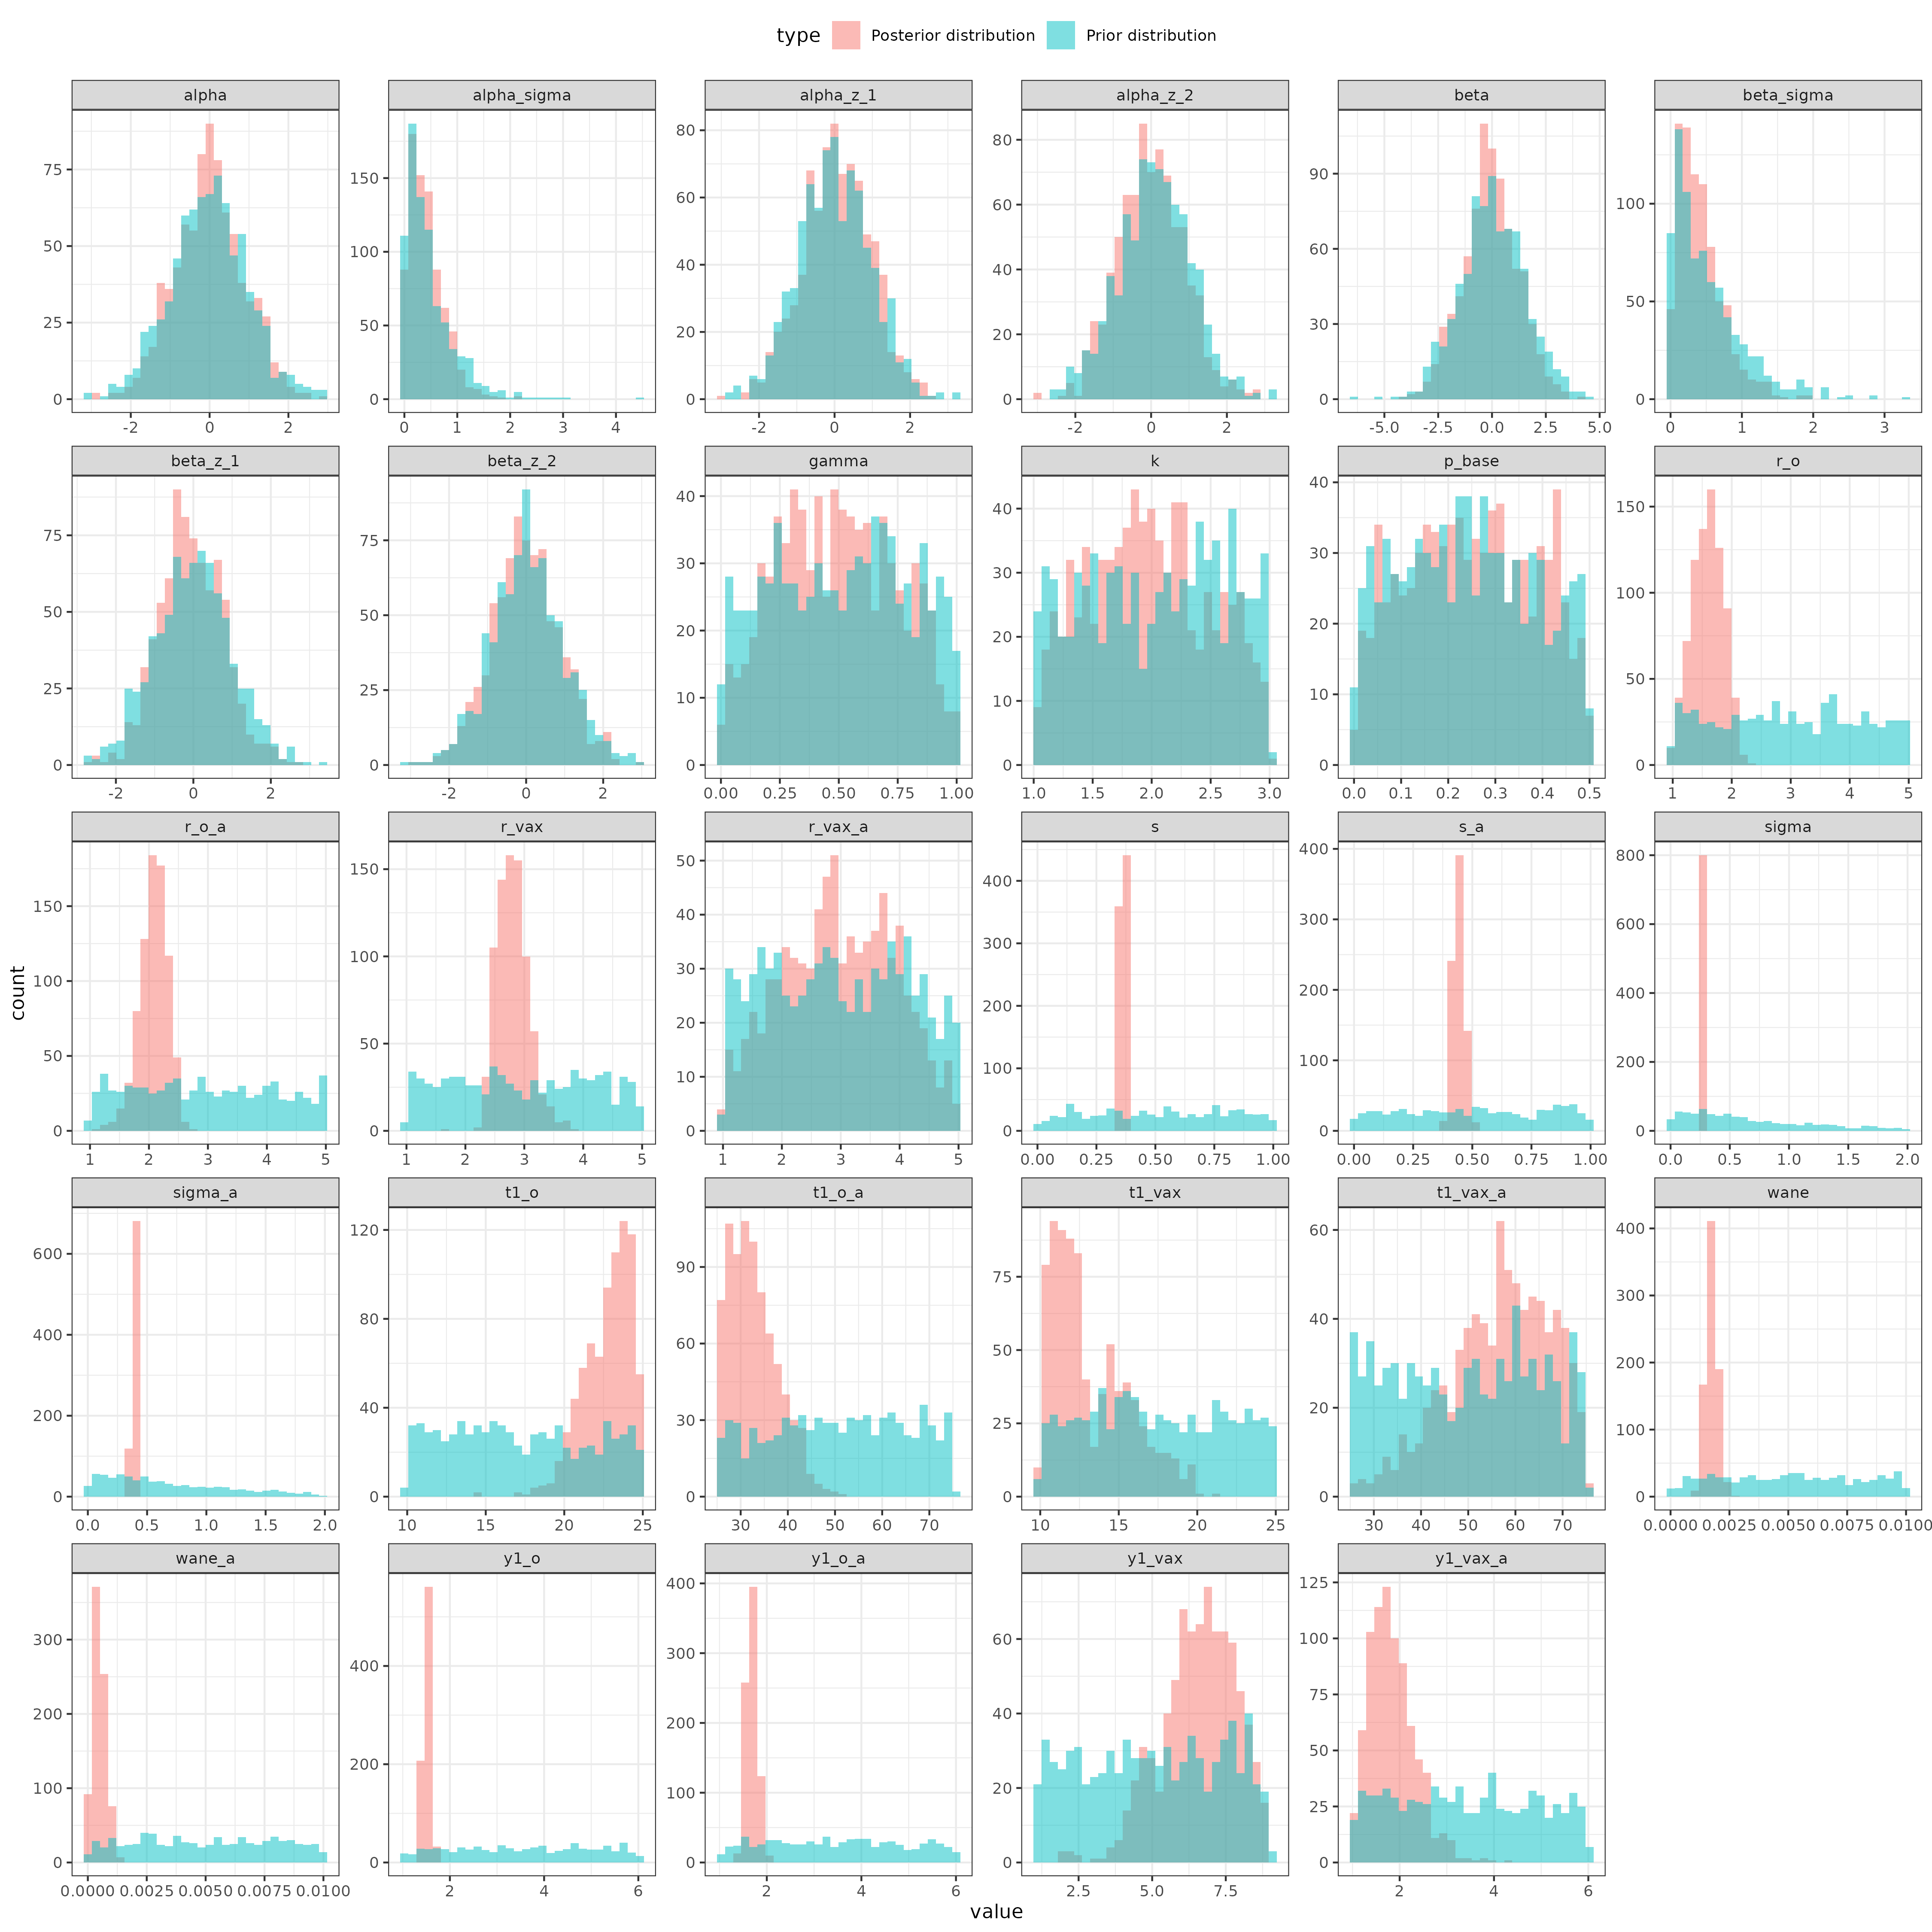 type Posterior distribution Prior distribution
alpha alpha_sigma alpha_z_1 alpha_z_2 beta beta_sigma
75 50 25 0
-2 0 2
150 100 50 0
0 1 2 3 4
80 60 40 20 0
-2 0 2
80 60 40 20 0
-2 0 2
90 60 30 0
-5.0 -2.5 0.0 2.5 5.0
100 50 0
0 1 2 3
beta_z_1 beta_z_2 gamma k p_base r_o
75 50 25 0
-2 0 2
75 50 25 0
-2 0 2
40 30 20 10 0
0.00 0.25 0.50 0.75 1.00
40 30 20 10 0
1.0 1.5 2.0 2.5 3.0
40 30 20 10 0
0.0 0.1 0.2 0.3 0.4 0.5
150 100 50 0
1 2 3 4 5
r_o_a r_vax r_vax_a s s_a sigma
150 100 50 0
1 2 3 4 5
150 100 50 0
1 2 3 4 5
50 40 30 20 10 0
1 2 3 4 5
400 300 200 100 0
0.00 0.25 0.50 0.75 1.00
400 300 200 100 0
0.00 0.25 0.50 0.75 1.00
800 600 400 200 0
0.0 0.5 1.0 1.5 2.0
count
sigma_a t1_o t1_o_a t1_vax t1_vax_a wane
600 400 200 0
0.0 0.5 1.0 1.5 2.0
120 80 40 0
10 15 20 25
90 60 30 0
30 40 50 60 70
75 50 25 0
10 15 20 25
60 40 20 0
30 40 50 60 70
400 300 200 100 0
0.0000 0.0025 0.0050 0.0075 0.0100
wane_a y1_o y1_o_a y1_vax y1_vax_a
300 200 100 0
0.0000 0.0025 0.0050 0.0075 0.0100
400 200 0
2 4 6
400 300 200 100 0
2 4 6
60 40 20 0
2.5 5.0 7.5
125 100 75 50 25 0
2 4 6
value